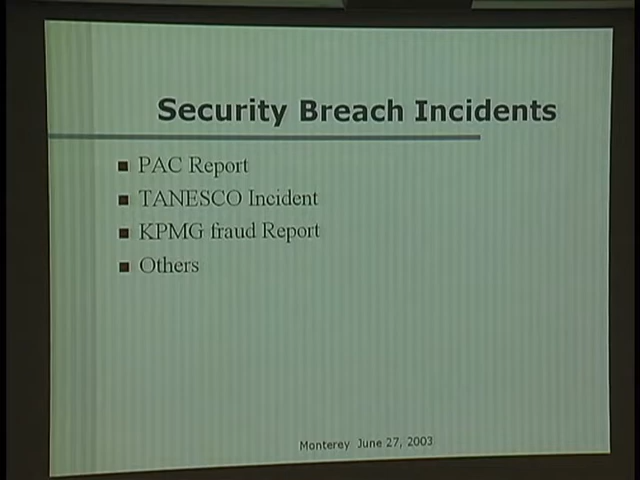 Security Breach Incidents
PAC Report
TANESCO Incident
KPMG fraud Report
Others
Monterey June 27, 2003